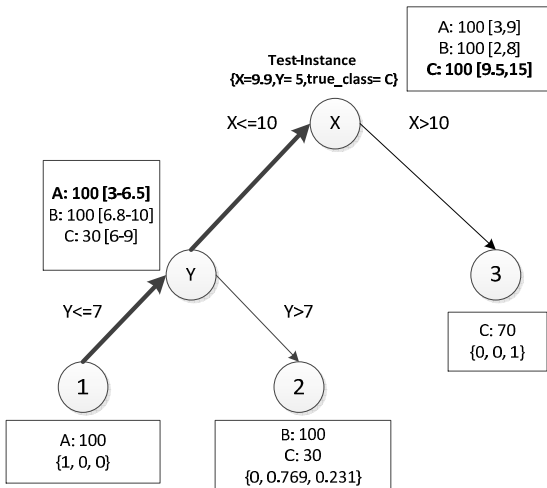 A: 100 [3,9]
B: 100 [2,8]
C: 100 [9.5,15]
Test-Instance
{X=9.9,Y= 5,true_class= C}
X<=10
X
X>10
A: 100 [3-6.5]
B: 100 [6.8-10]
C: 30 [6-9]
Y
3
Y<=7
Y>7
C: 70
{0, 0, 1}
1
2
A: 100
{1, 0, 0}
B: 100
C: 30
{0, 0.769, 0.231}